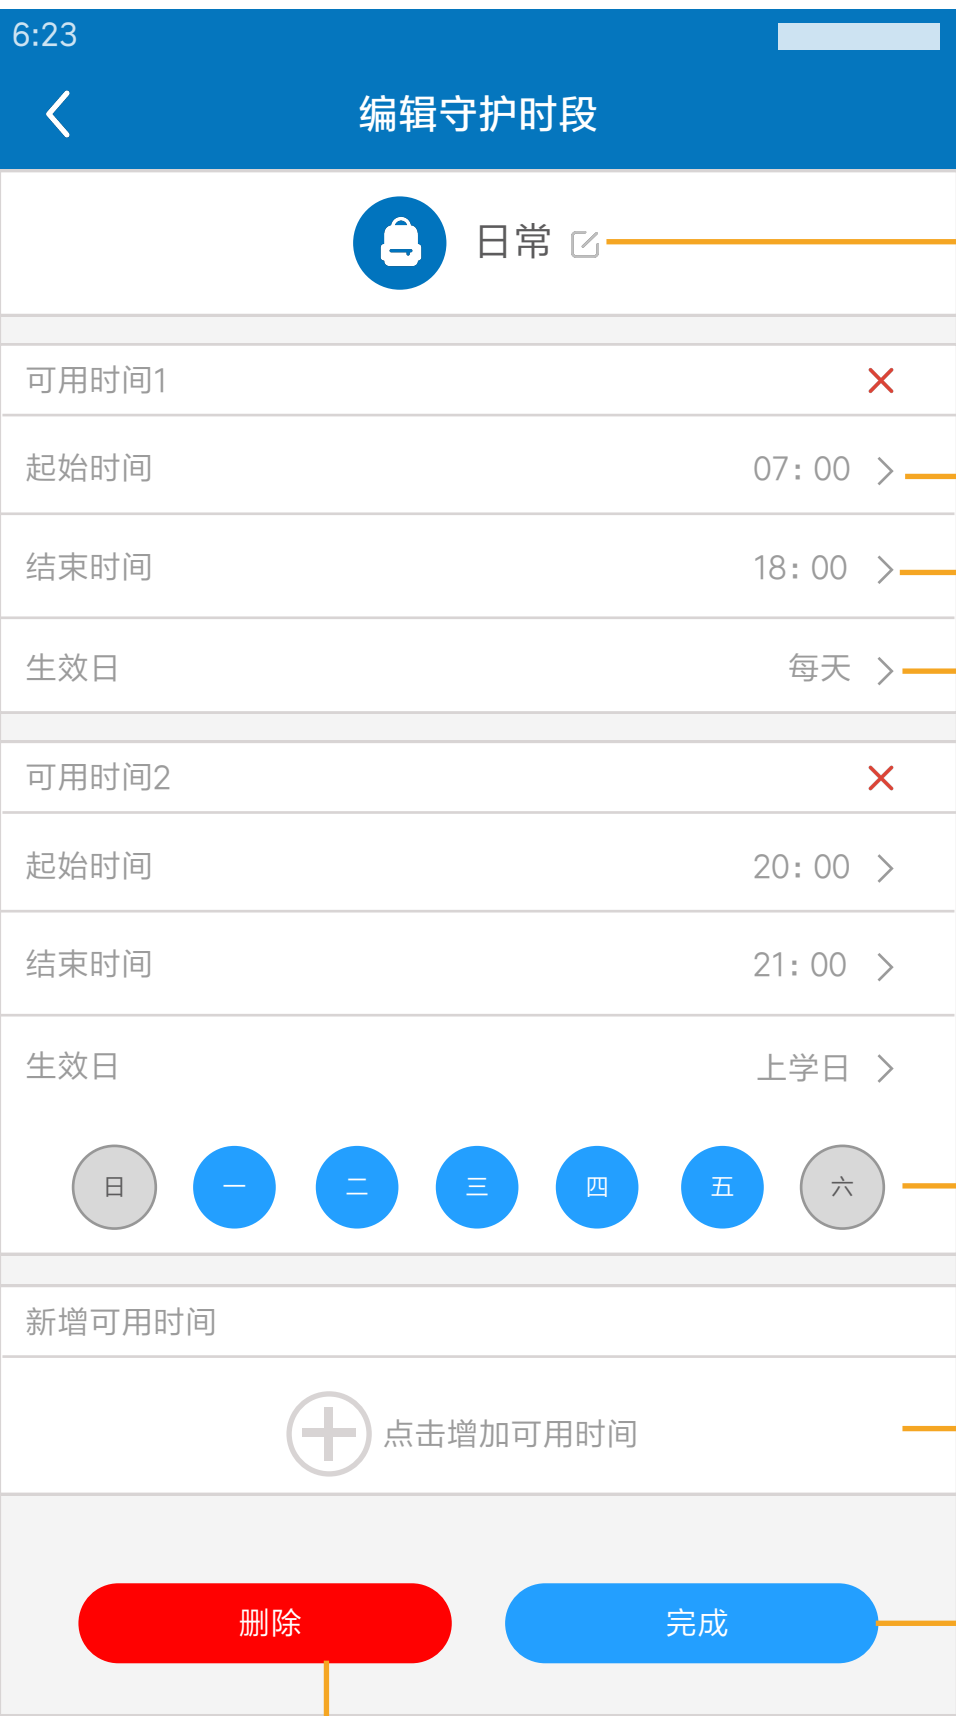 6:23
编辑守护时段
日常
可用时间1
起始时间 07: 00
结束时间 18: 00
生效日 每天
可用时间2
起始时间 20: 00
结束时间 21: 00
生效日 上学日
日 一 二 三 四 五 六
新增可用时间
点击增加可用时间
删除 完成